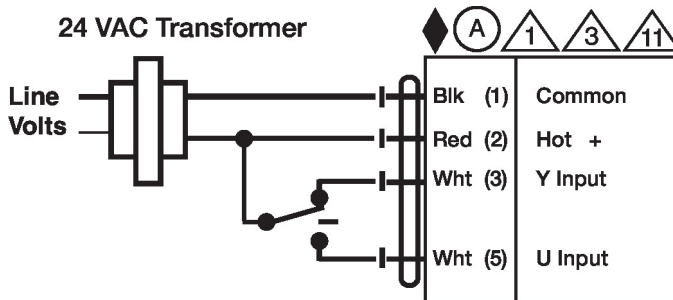 24 VAC Transformer
A 1 3 11
Line
Volts
Blk (1) Common
Red (2) Hot +
Wht (3) Y Input
Wht (5) U Input